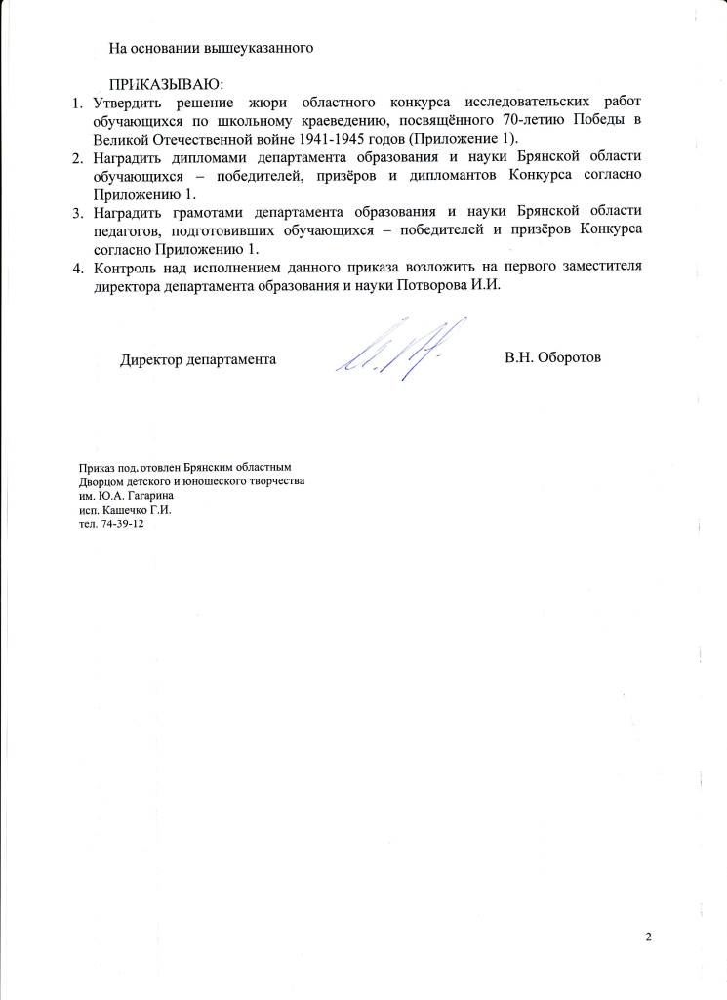 На основании вышеуказанного
ПРИКАЗЫВАЮ:
1. Утвердить решение жюри областного конкурса исследовательских работ
обучающихся по школьному краеведению, посвящённого 70-летию Победы в
Великой Отечественной войне 1941-1945 годов (Приложение 1).
2. Наградить дипломами департамента образования и науки Брянской области
обучающихся – победителей, призёров и дипломантов Конкурса согласно
Приложению 1.
3. Наградить грамотами департамента образования и науки Брянской области
педагогов, подготовивших обучающихся – победителей и призёров Конкурса
согласно Приложению 1.
4. Контроль над исполнением данного приказа возложить на первого заместителя
директора департамента образования и науки Потворова И.И.
Директор департамента В.Н. Оборотов
Приказ подготовлен Брянским областным
Дворцом детского и юношеского творчества
им. Ю.А. Гагарина
исп. Кашечко Г.И.
тел. 74-39-12
2